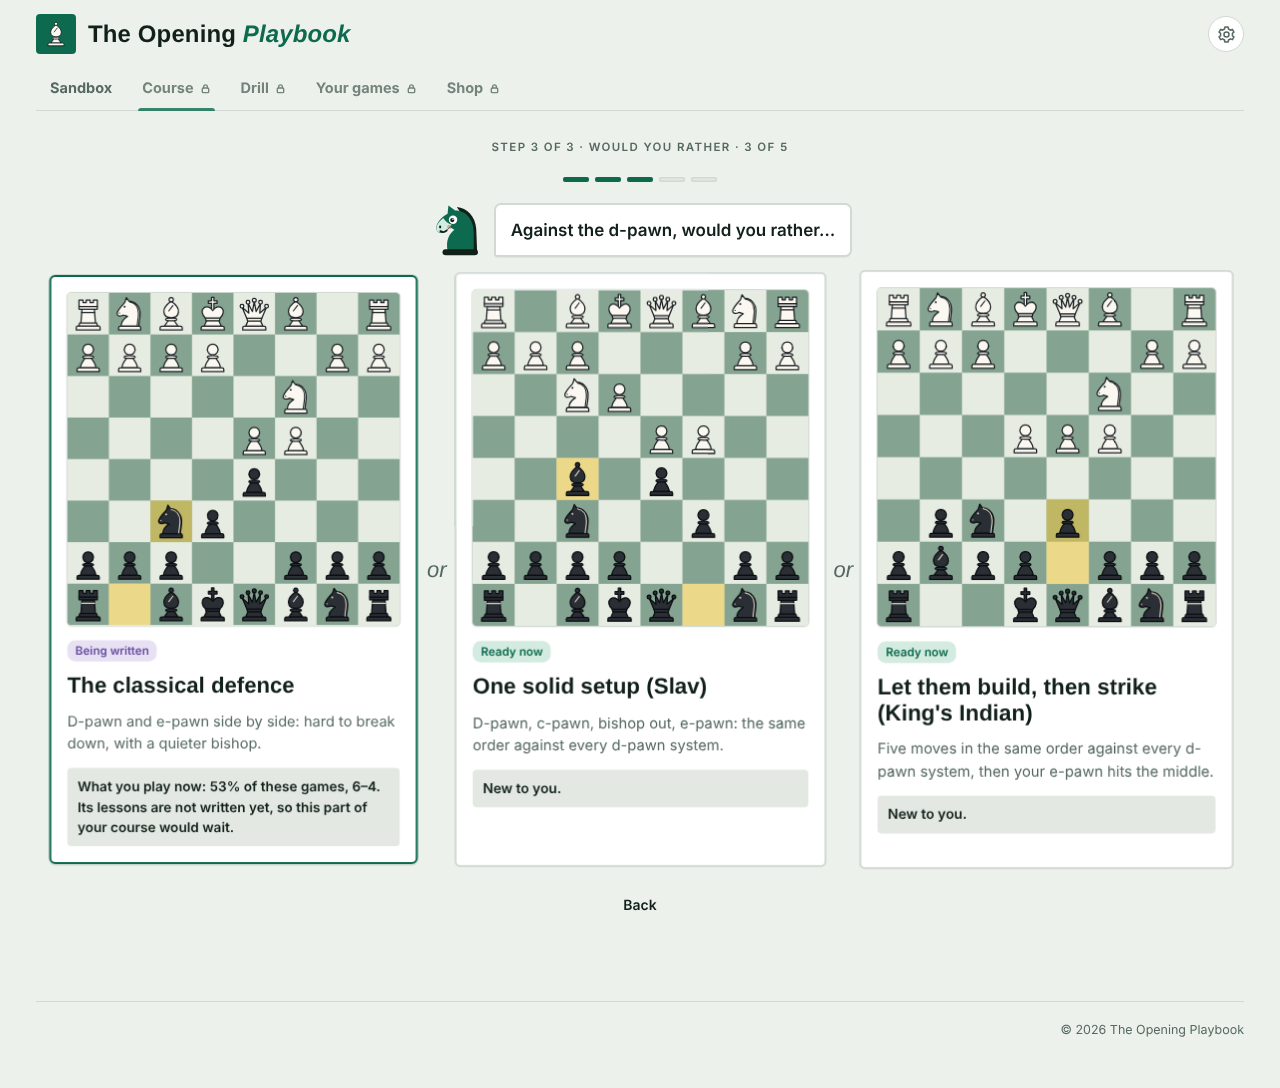 The Opening Playbook
Sandbox
Course
Drill
Your games
Shop
STEP 3 OF 3 · WOULD YOU RATHER · 3 OF 5
Against the d-pawn, would you rather...
Being written
The classical defence
D-pawn and e-pawn side by side: hard to break
down, with a quieter bishop.
What you play now: 53% of these games, 6–4.
Its lessons are not written yet, so this part of
your course would wait.
or
Ready now
One solid setup (Slav)
D-pawn, c-pawn, bishop out, e-pawn: the same
order against every d-pawn system.
New to you.
or
Ready now
Let them build, then strike
(King's Indian)
Five moves in the same order against every d-
pawn system, then your e-pawn hits the middle.
New to you.
Back
© 2026 The Opening Playbook